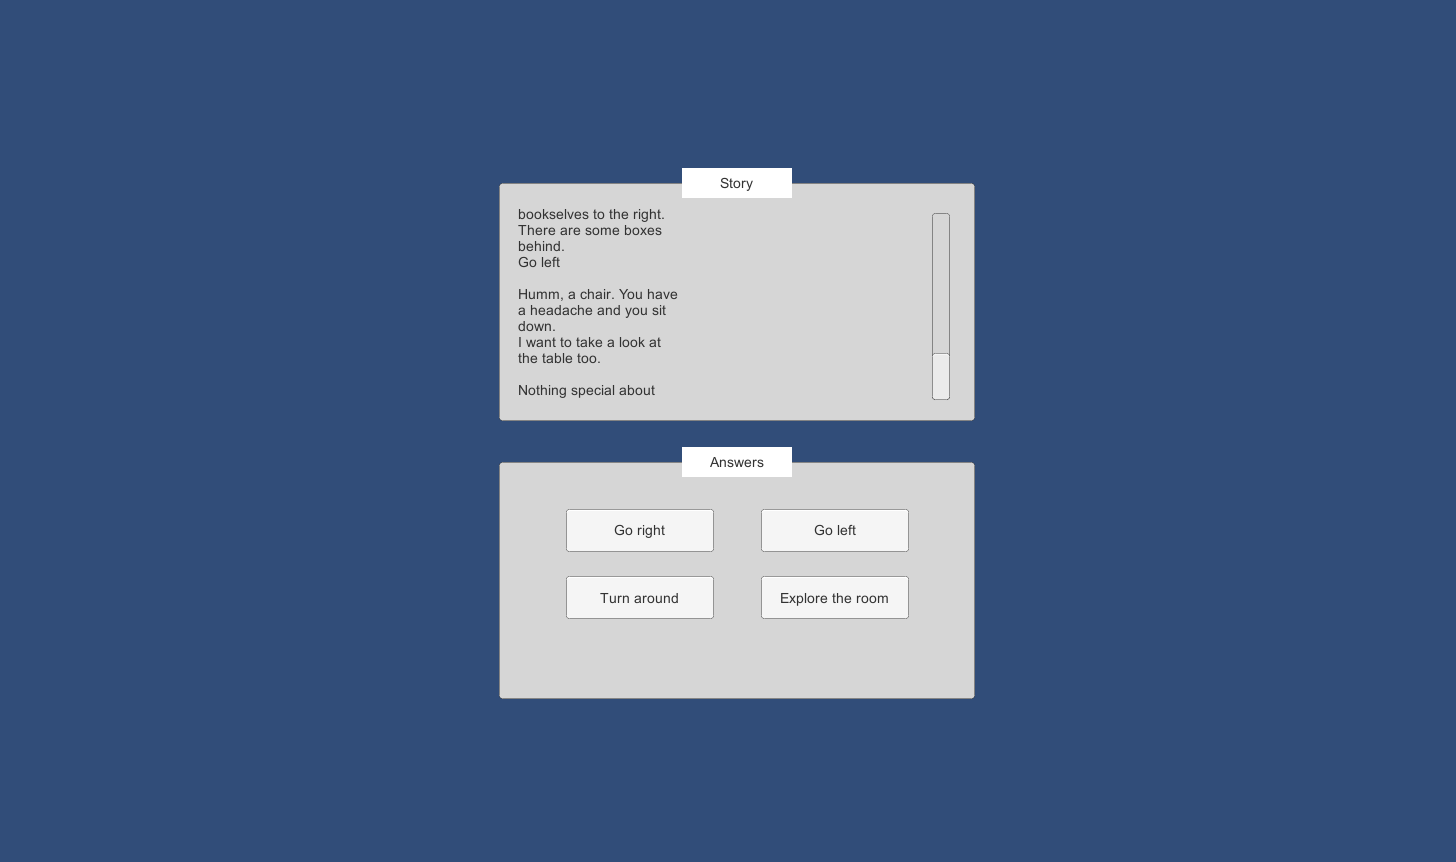 Story
bookselves to the right.
There are some boxes
behind.
Go left
Humm, a chair. You have
a headache and you sit
down.
I want to take a look at
the table too.
Nothing special about
Answers
Go right
Go left
Turn around
Explore the room